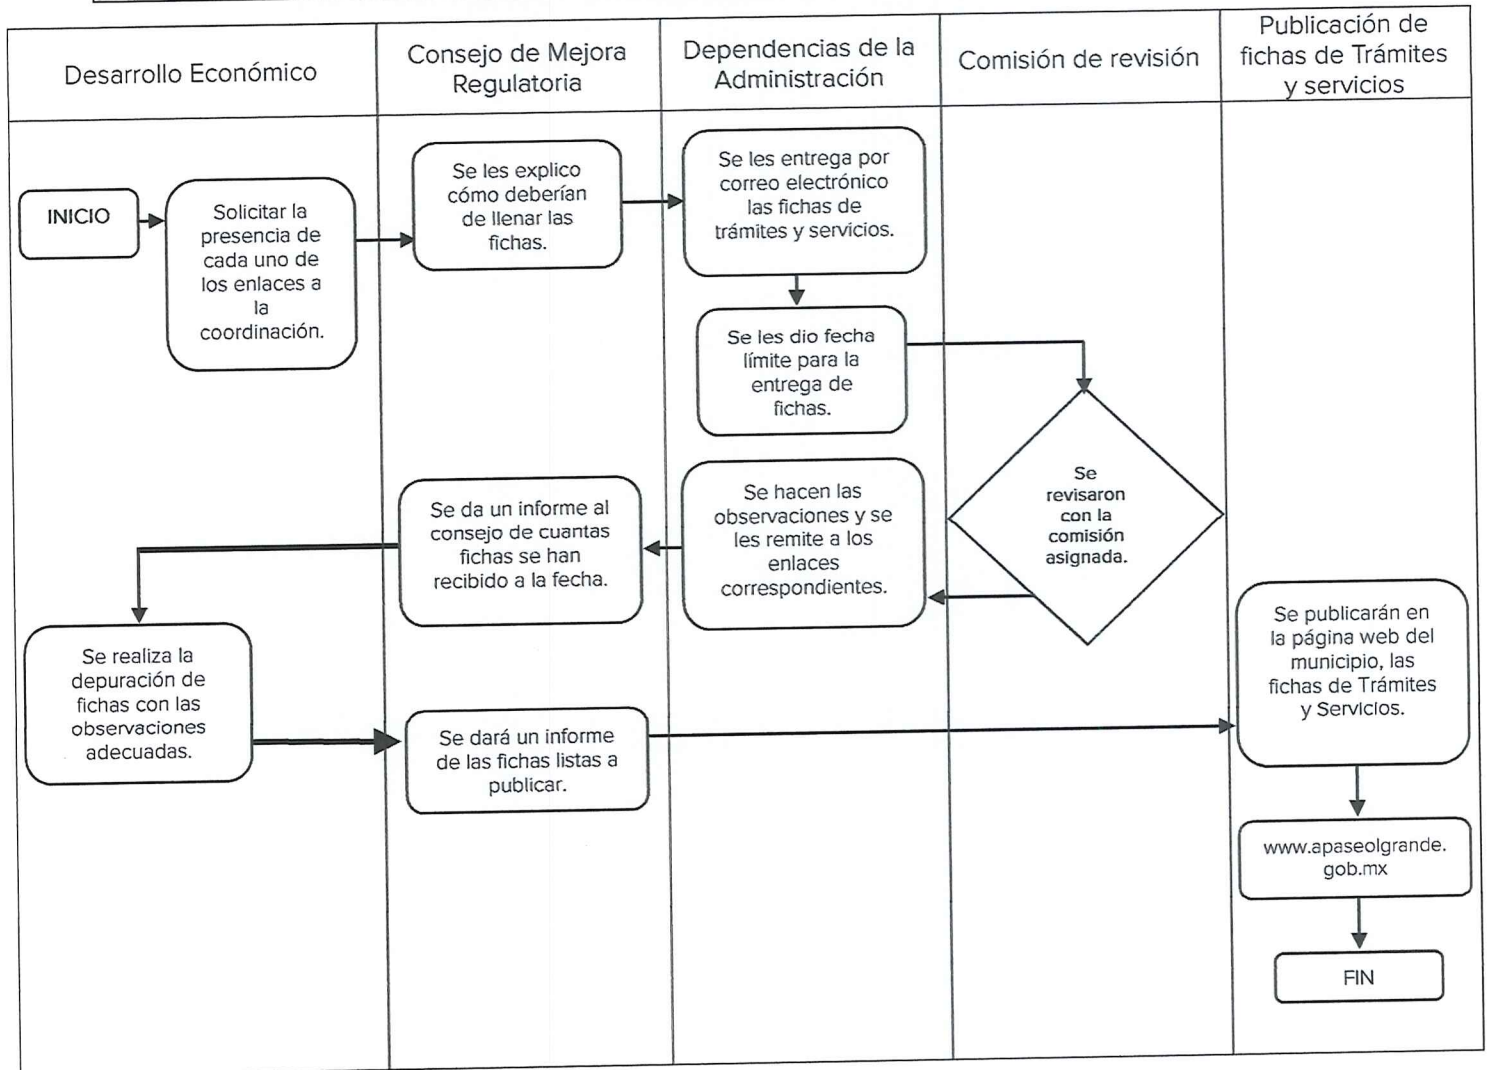 Desarrollo Económico
Consejo de Mejora
Regulatoria
Dependencias de la
Administración
Comisión de revisión
Publicación de
fichas de Trámites
y servicios
INICIO
Solicitar la
presencia de
cada uno de
los enlaces a
la
coordinación.
Se les explico
cómo deberían
de llenar las
fichas.
Se les entrega por
correo electrónico
las fichas de
trámites y servicios.
Se les dio fecha
límite para la
entrega de
fichas.
Se
revisaron
con la
comisión
asignada.
Se hacen las
observaciones y se
les remite a los
enlaces
correspondientes.
Se da un informe al
consejo de cuantas
fichas se han
recibido a la fecha.
Se realiza la
depuración de
fichas con las
observaciones
adecuadas.
Se dará un informe
de las fichas listas a
publicar.
Se publicarán en
la página web del
municipio, las
fichas de Trámites
y Servicios.
www.apaseolgrande.
gob.mx
FIN